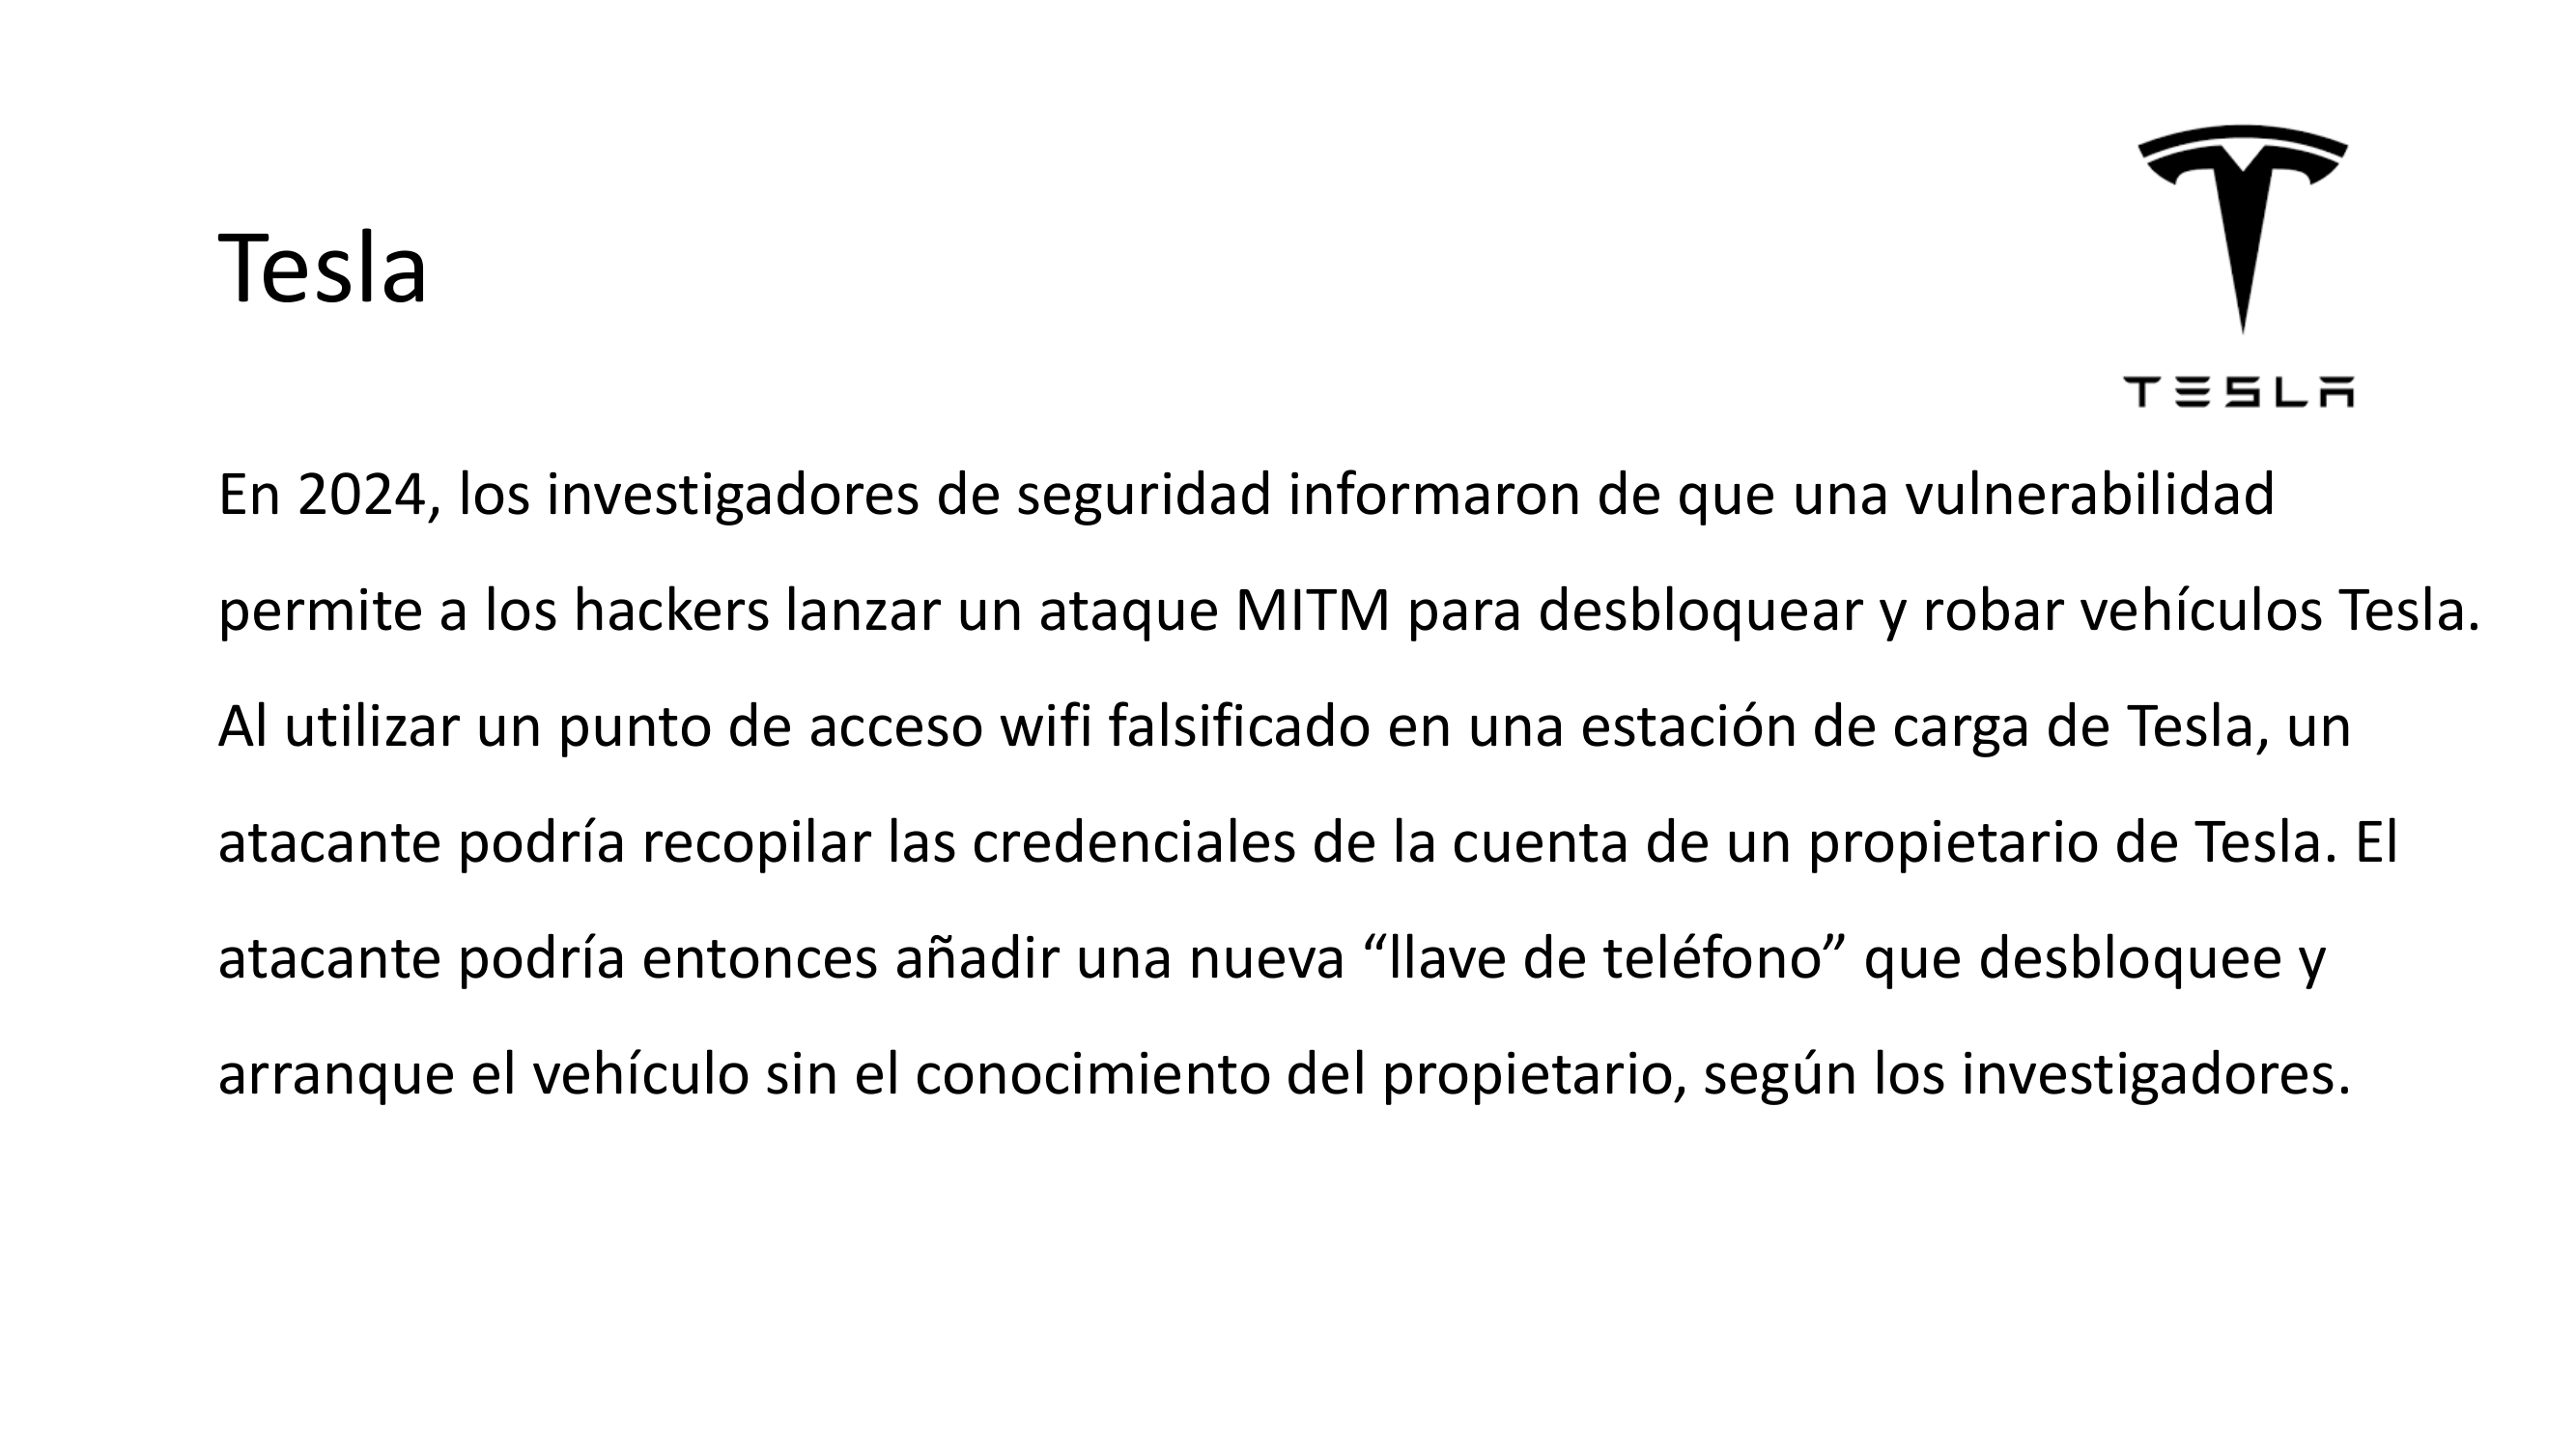 TESLA
Tesla
En 2024, los investigadores de seguridad informaron de que una vulnerabilidad
permite a los hackers lanzar un ataque MITM para desbloquear y robar vehículos Tesla.
Al utilizar un punto de acceso wifi falsificado en una estación de carga de Tesla, un
atacante podría recopilar las credenciales de la cuenta de un propietario de Tesla. El
atacante podría entonces añadir una nueva “llave de teléfono” que desbloquee y
arranque el vehículo sin el conocimiento del propietario, según los investigadores.